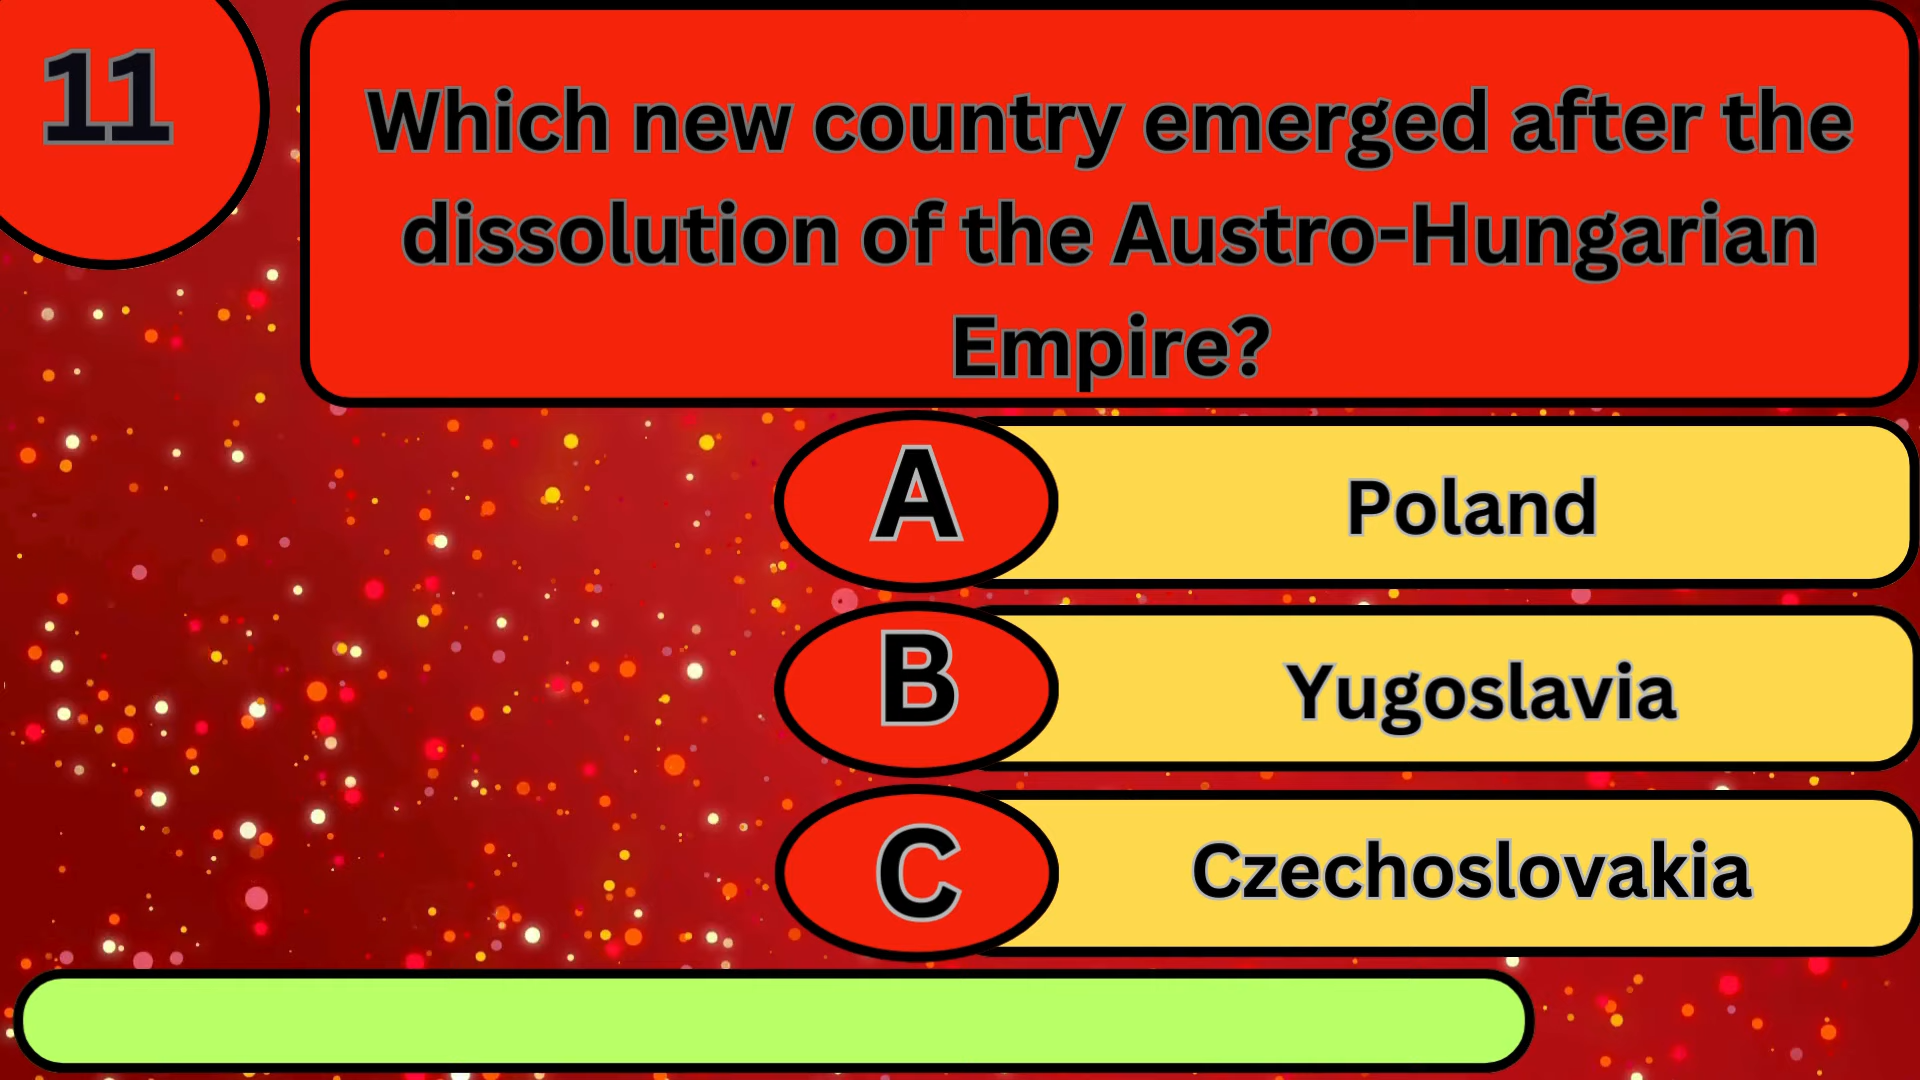 11
Which new country emerged after the
dissolution of the Austro-Hungarian
Empire?
A
Poland
B
Yugoslavia
C
Czechoslovakia